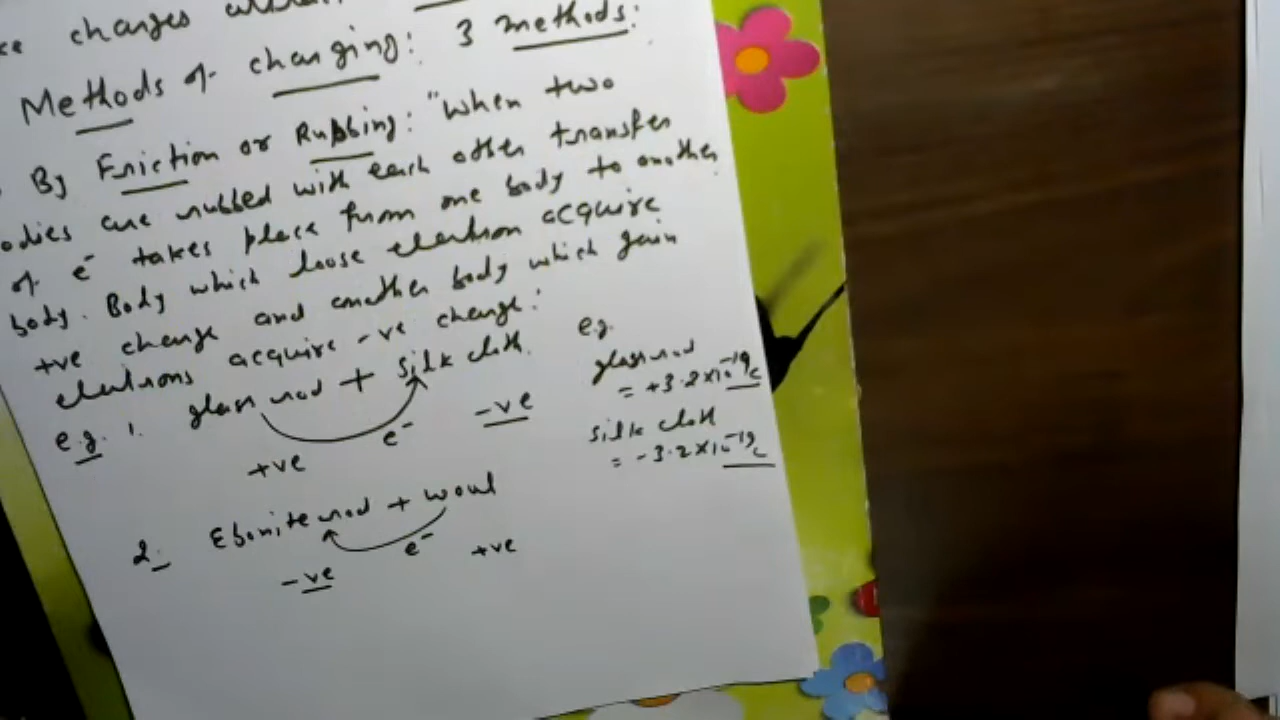 ce changes
Methods of charging: 3 methods:
By Friction or Rubbing: "When two
odies are rubbed with each other transfer
of e⁻ takes place from one body to another
body. Body which loose electron acquire
+ve charge and another body which gain
electrons acquire -ve charge."
e.g. 1. glass rod + silk cloth
e⁻
+ve
-ve
2. Ebonite rod + wool
e⁻
-ve
+ve
e.g.
glass rod
= +3.2×10⁻¹⁹c
silk cloth
= -3.2×10⁻¹⁹c